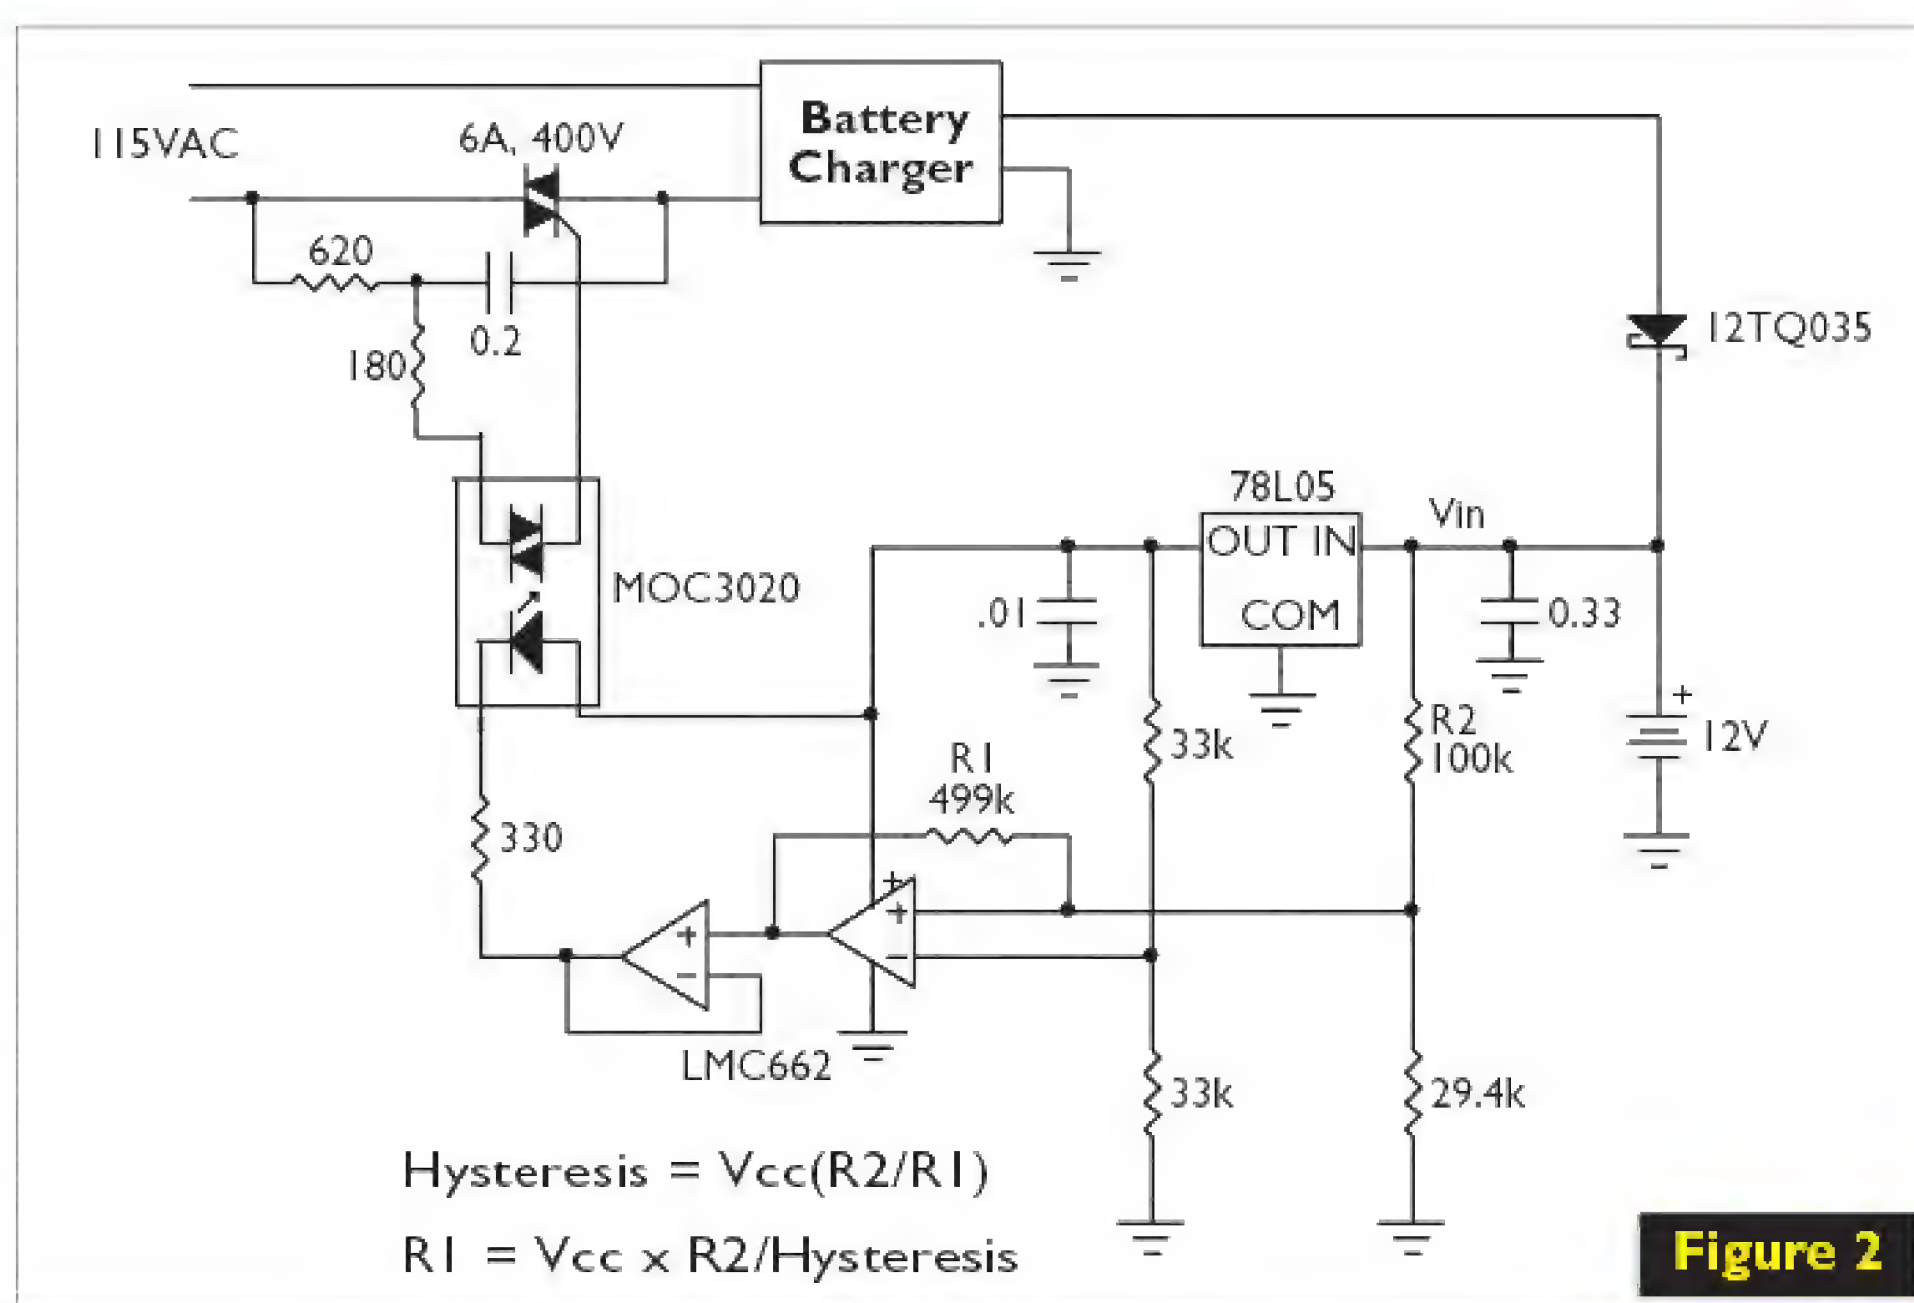 115VAC
6A, 400V
Battery
Charger
620
0.2
180
12TQ035
78L05
Vin
OUT IN
COM
MOC3020
.01
0.33
+
12V
33k
R2
100k
R1
499k
330
+
+
−
+
−
LMC662
33k
29.4k
Hysteresis = Vcc(R2/R1)
R1 = Vcc x R2/Hysteresis
Figure 2